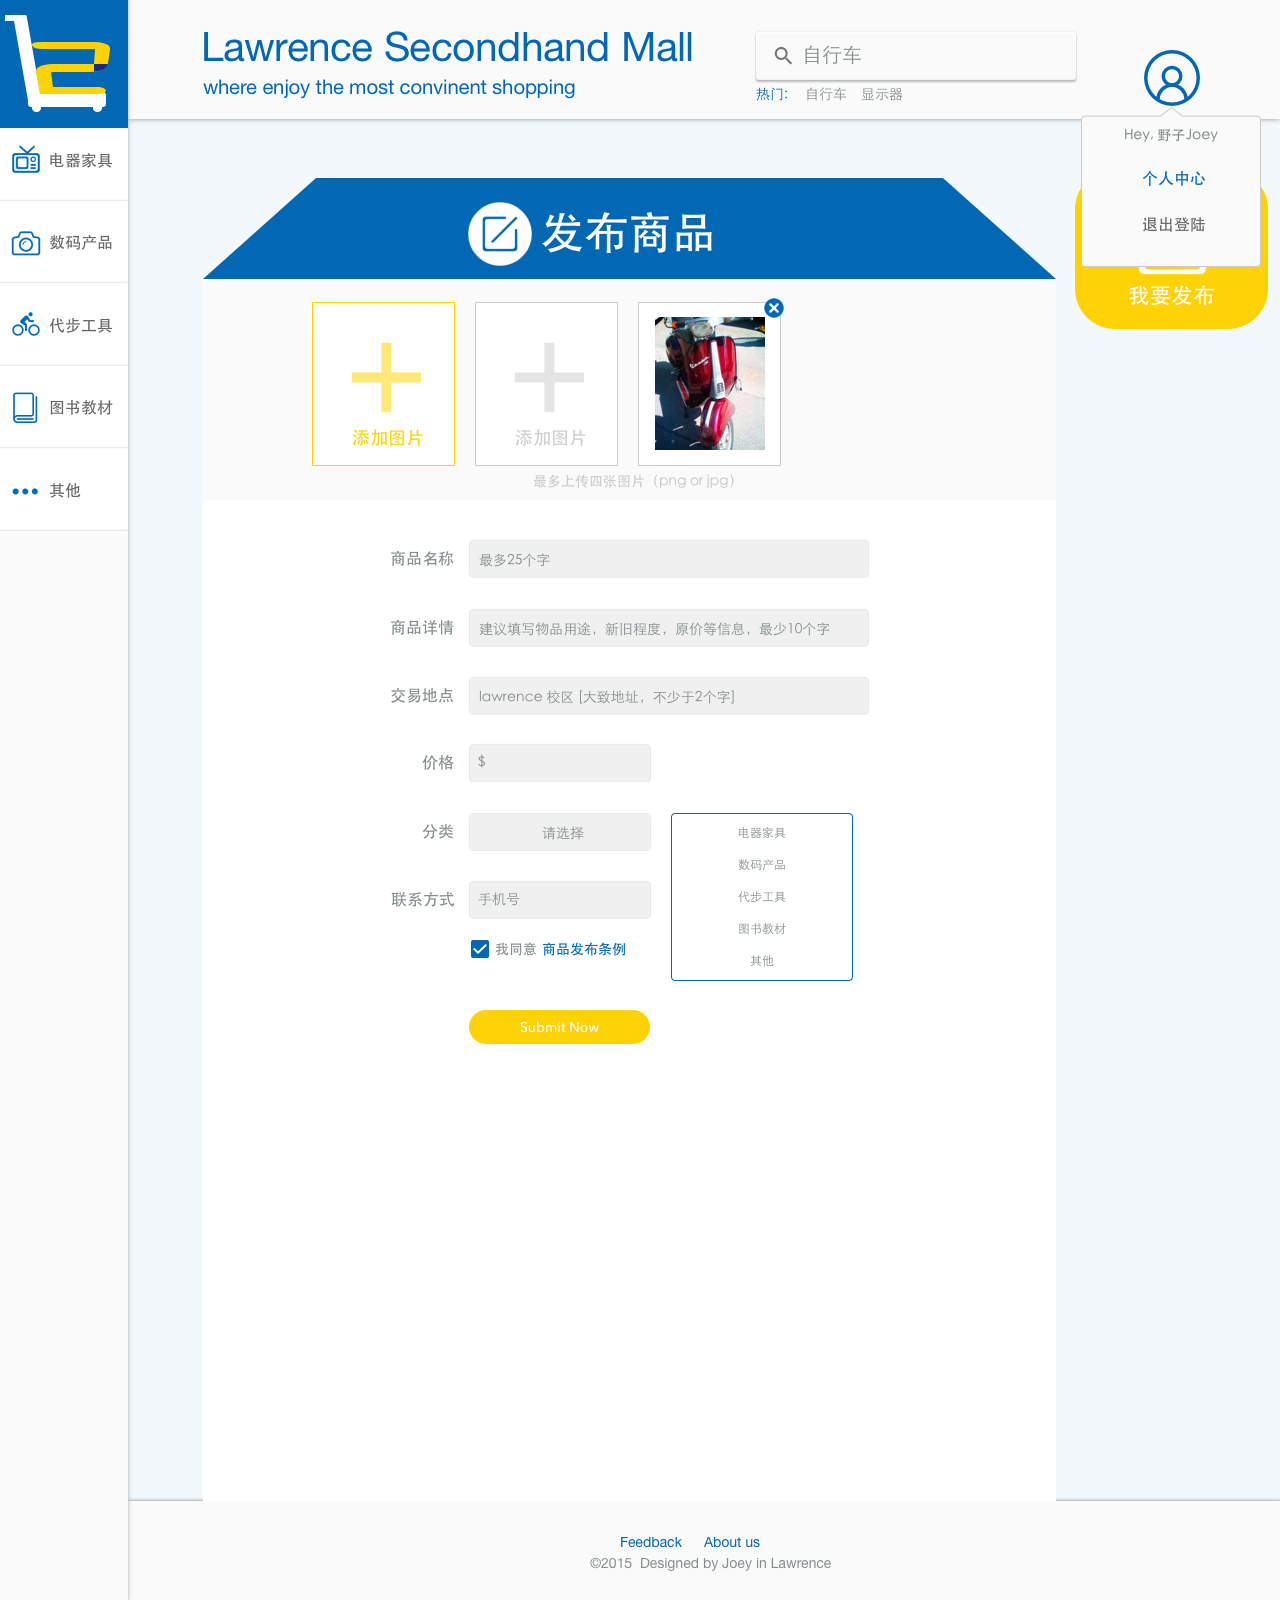 Lawrence Secondhand Mall
where enjoy the most convinent shopping
自行车
热门： 自行车 显示器
Hey, 野子Joey
个人中心
退出登陆
我要发布
电器家具
数码产品
代步工具
图书教材
其他
发布商品
添加图片
添加图片
最多上传四张图片（png or jpg）
商品名称 最多25个字
商品详情 建议填写物品用途，新旧程度，原价等信息，最少10个字
交易地点 lawrence 校区 [大致地址，不少于2个字]
价格 $
分类 请选择
电器家具
数码产品
代步工具
图书教材
其他
联系方式 手机号
我同意 商品发布条例
Submit Now
Feedback About us
©2015 Designed by Joey in Lawrence